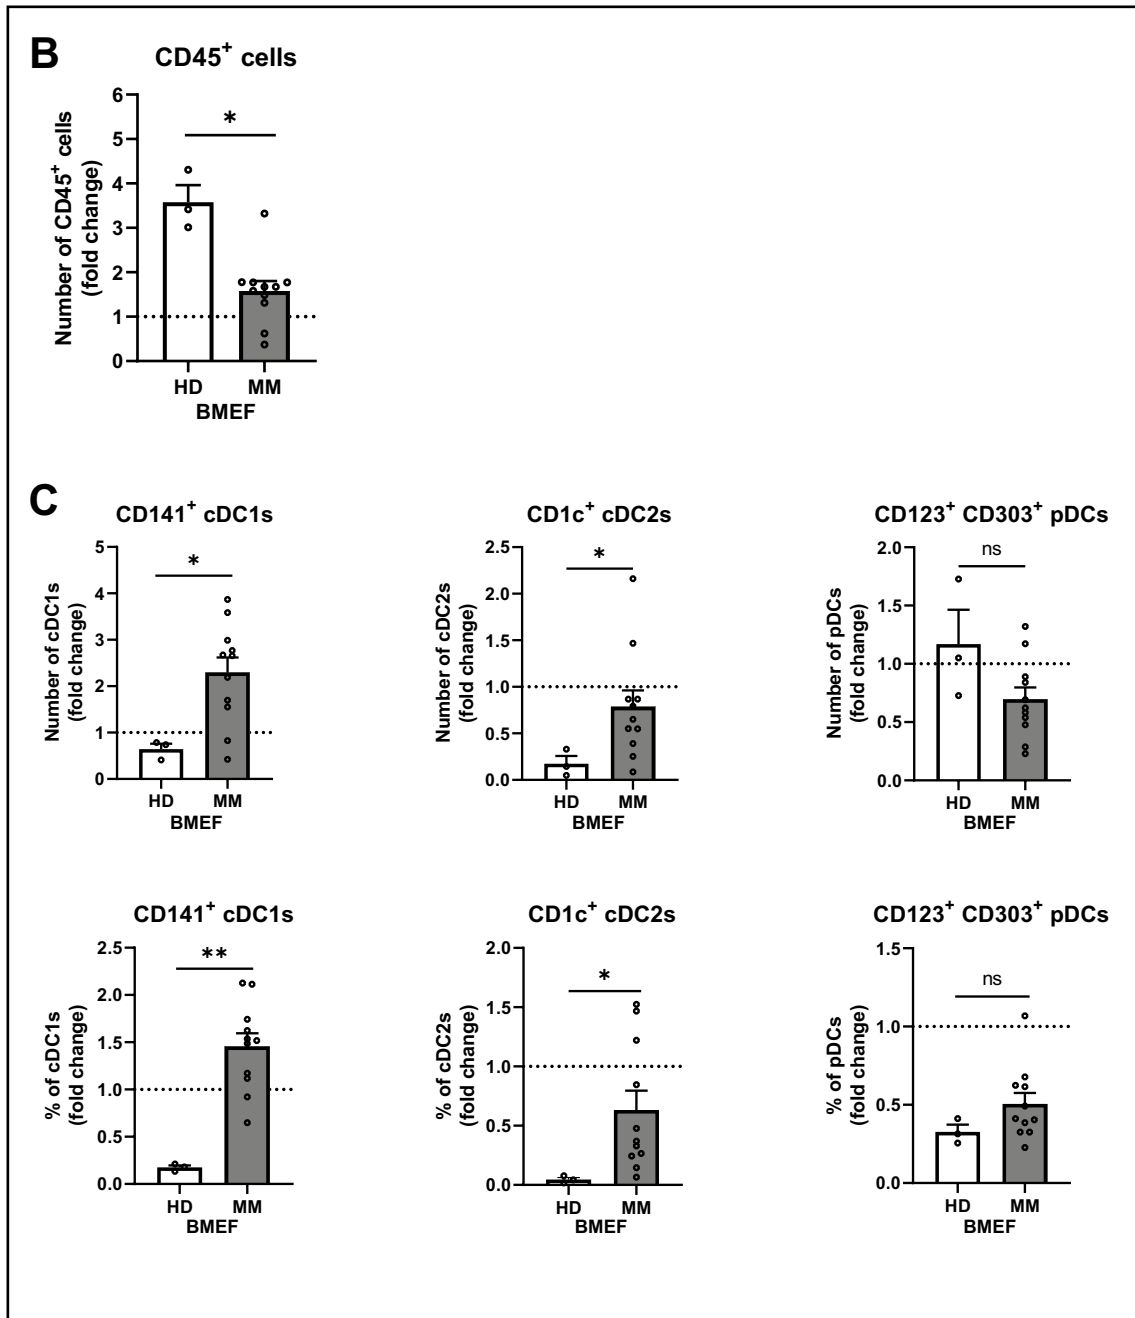 B
CD45+ cells
Number of CD45+ cells
(fold change)
6
5
4
3
2
1
0
*
HD MM
BMEF
C
CD141+ cDC1s
Number of cDC1s
(fold change)
5
4
3
2
1
0
*
HD MM
BMEF
CD1c+ cDC2s
Number of cDC2s
(fold change)
2.5
2.0
1.5
1.0
0.5
0.0
*
HD MM
BMEF
CD123+ CD303+ pDCs
Number of pDCs
(fold change)
2.0
1.5
1.0
0.5
0.0
ns
HD MM
BMEF
CD141+ cDC1s
% of cDC1s
(fold change)
2.5
2.0
1.5
1.0
0.5
0.0
**
HD MM
BMEF
CD1c+ cDC2s
% of cDC2s
(fold change)
2.0
1.5
1.0
0.5
0.0
*
HD MM
BMEF
CD123+ CD303+ pDCs
% of pDCs
(fold change)
1.5
1.0
0.5
0.0
ns
HD MM
BMEF